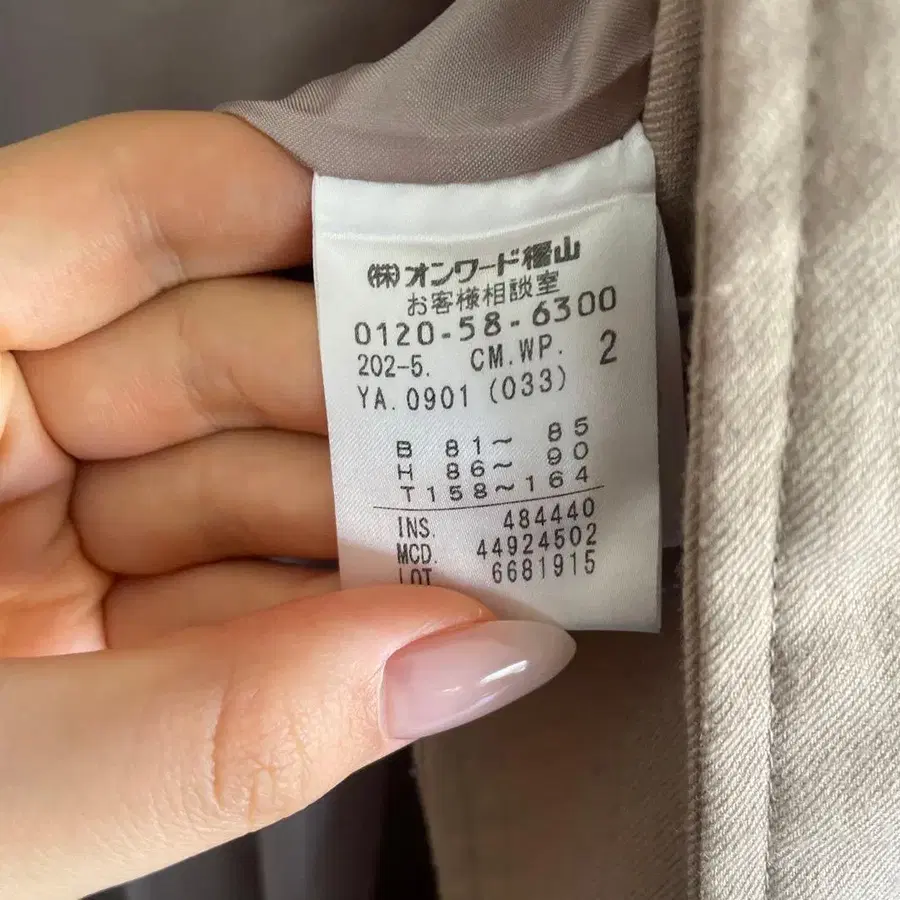 (株)オンワード樫山
お客様相談室
0120-58-6300
202-5. CM.WP. 2
YA.0901 (033)
B 81~ 85
H 86~ 90
T158~164
INS. 484440
MCD. 44924502
LOT 6681915